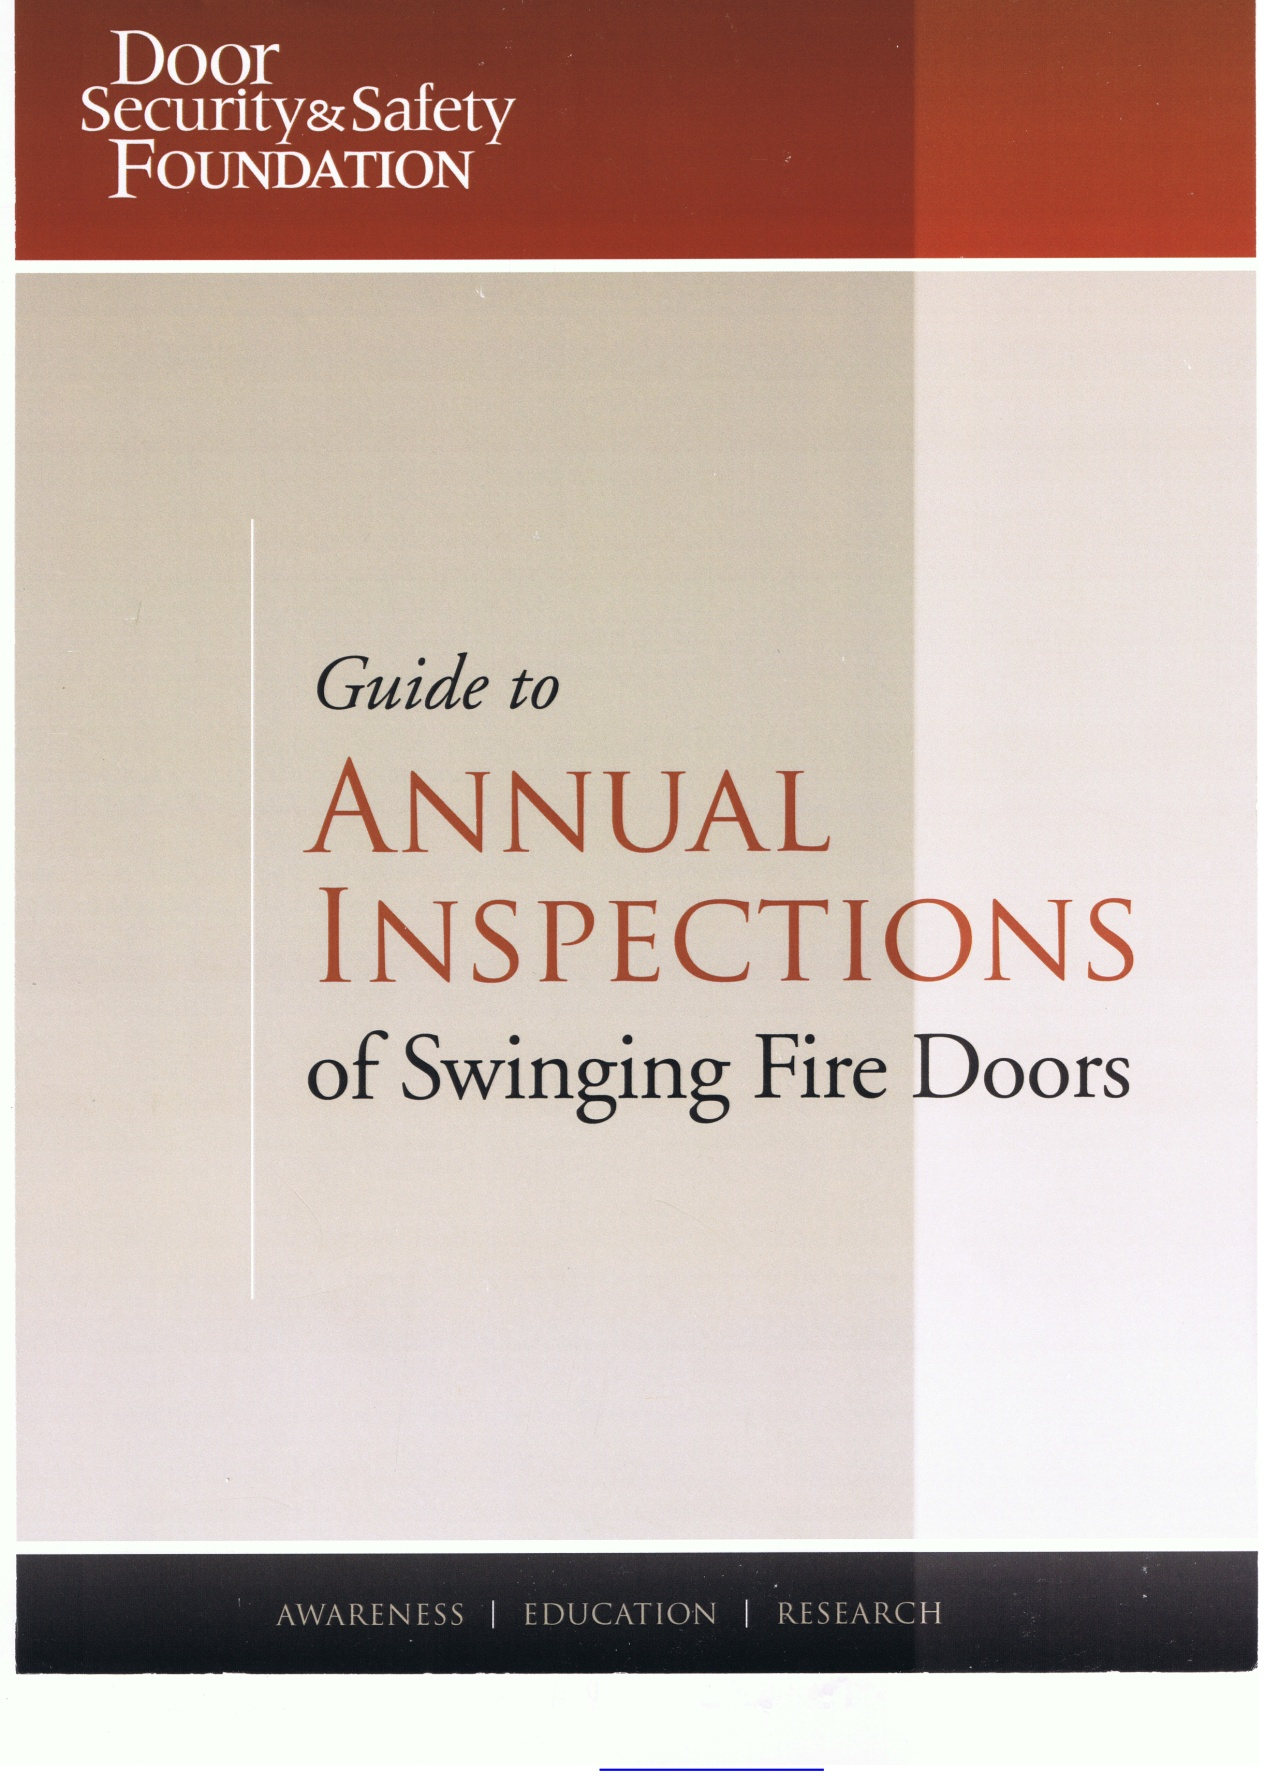 Door
Security & Safety
FOUNDATION
Guide to
ANNUAL
INSPECTIONS
of Swinging Fire Doors
AWARENESS | EDUCATION | RESEARCH